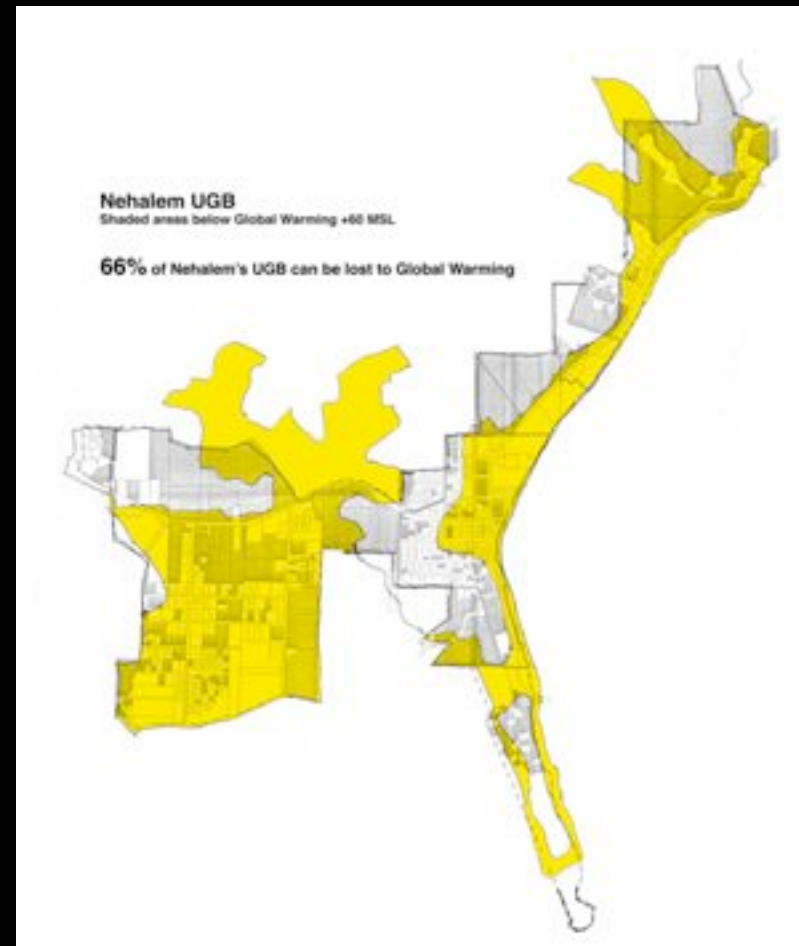 Nehalem UGB
Shaded areas below Global Warming +60 MSL
66% of Nehalem's UGB can be lost to Global Warming